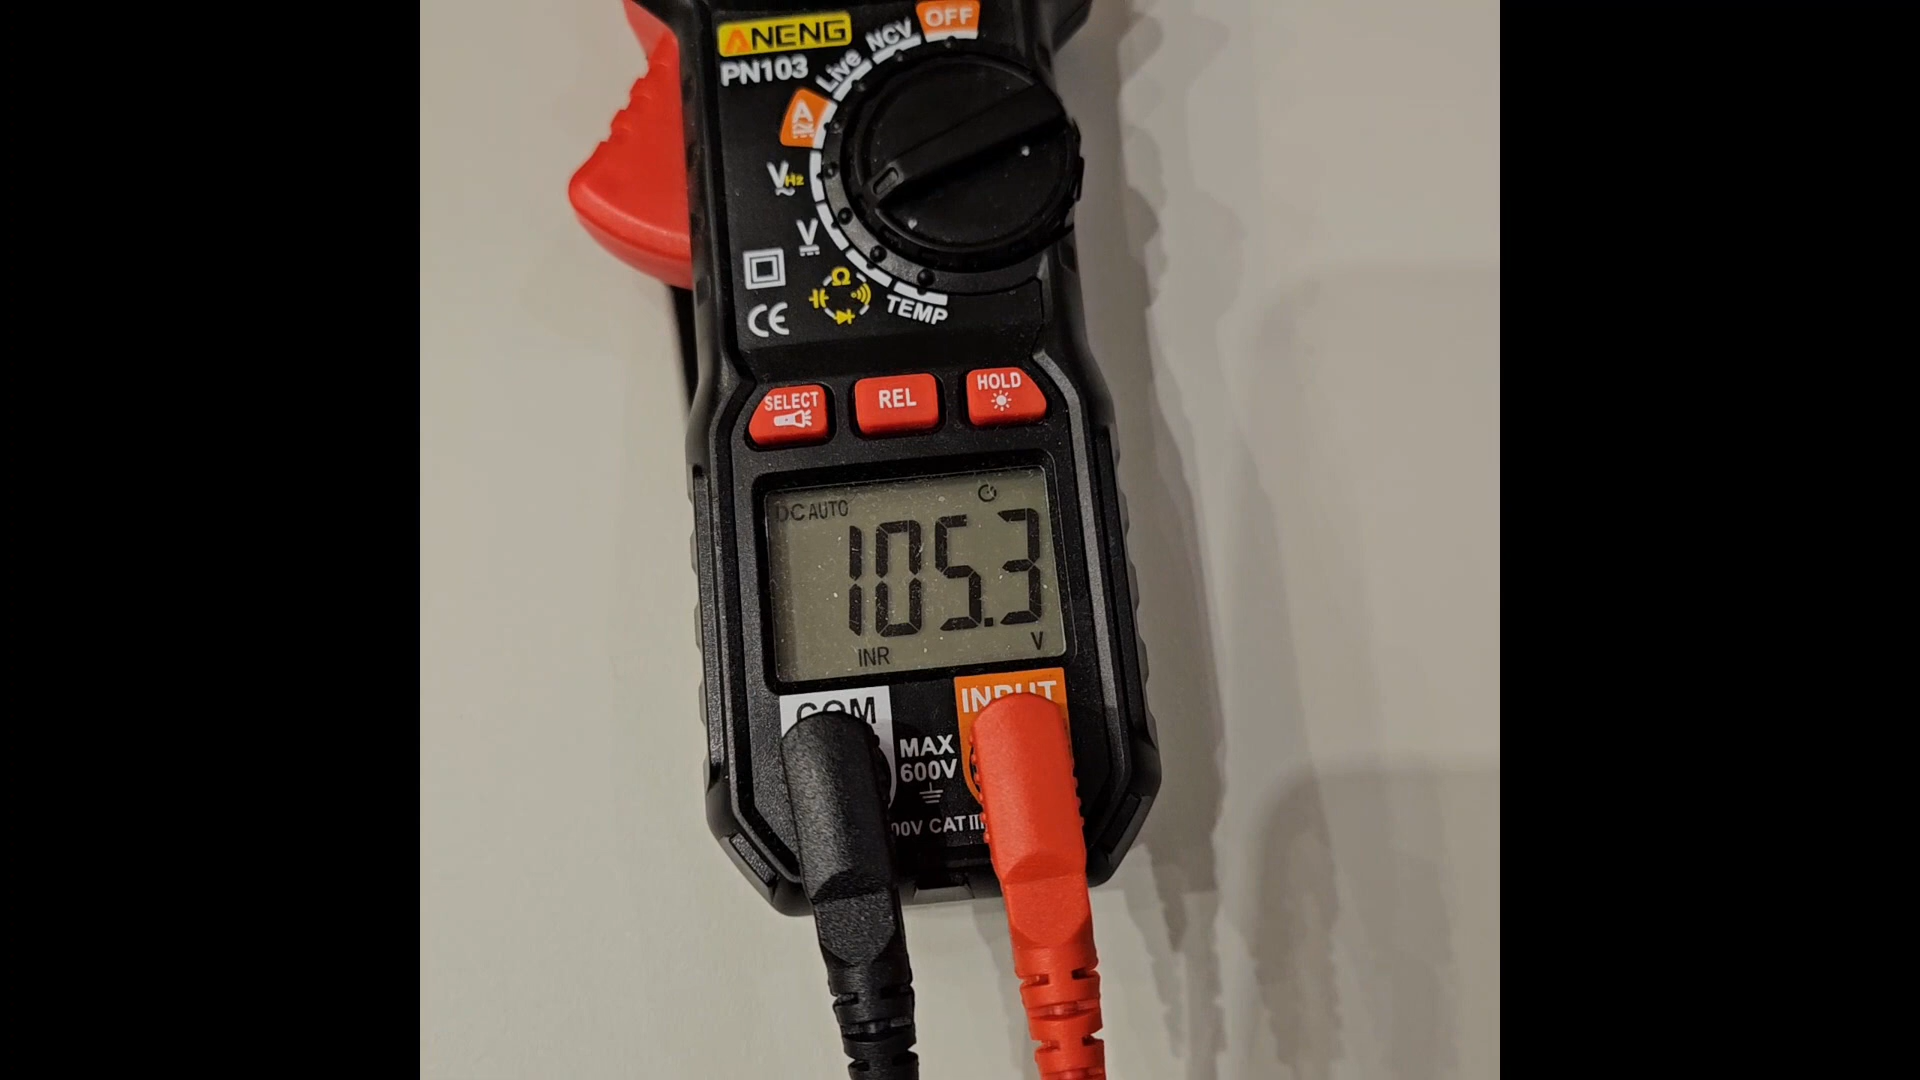 ANENG
PN103
Live
NCV
OFF
A
V Hz
V
Ω
TEMP
CE
SELECT
REL
HOLD
DC AUTO
105.3
INR
V
COM
INPUT
MAX
600V
00V CAT III